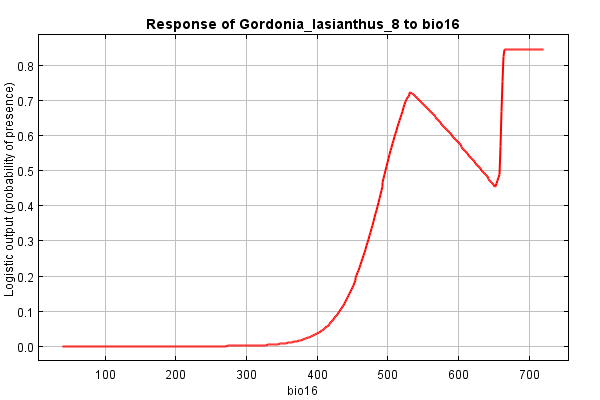 Response of Gordonia_lasianthus_8 to bio16
Logistic output (probability of presence)
0.8
0.7
0.6
0.5
0.4
0.3
0.2
0.1
0.0
100 200 300 400 500 600 700
bio16